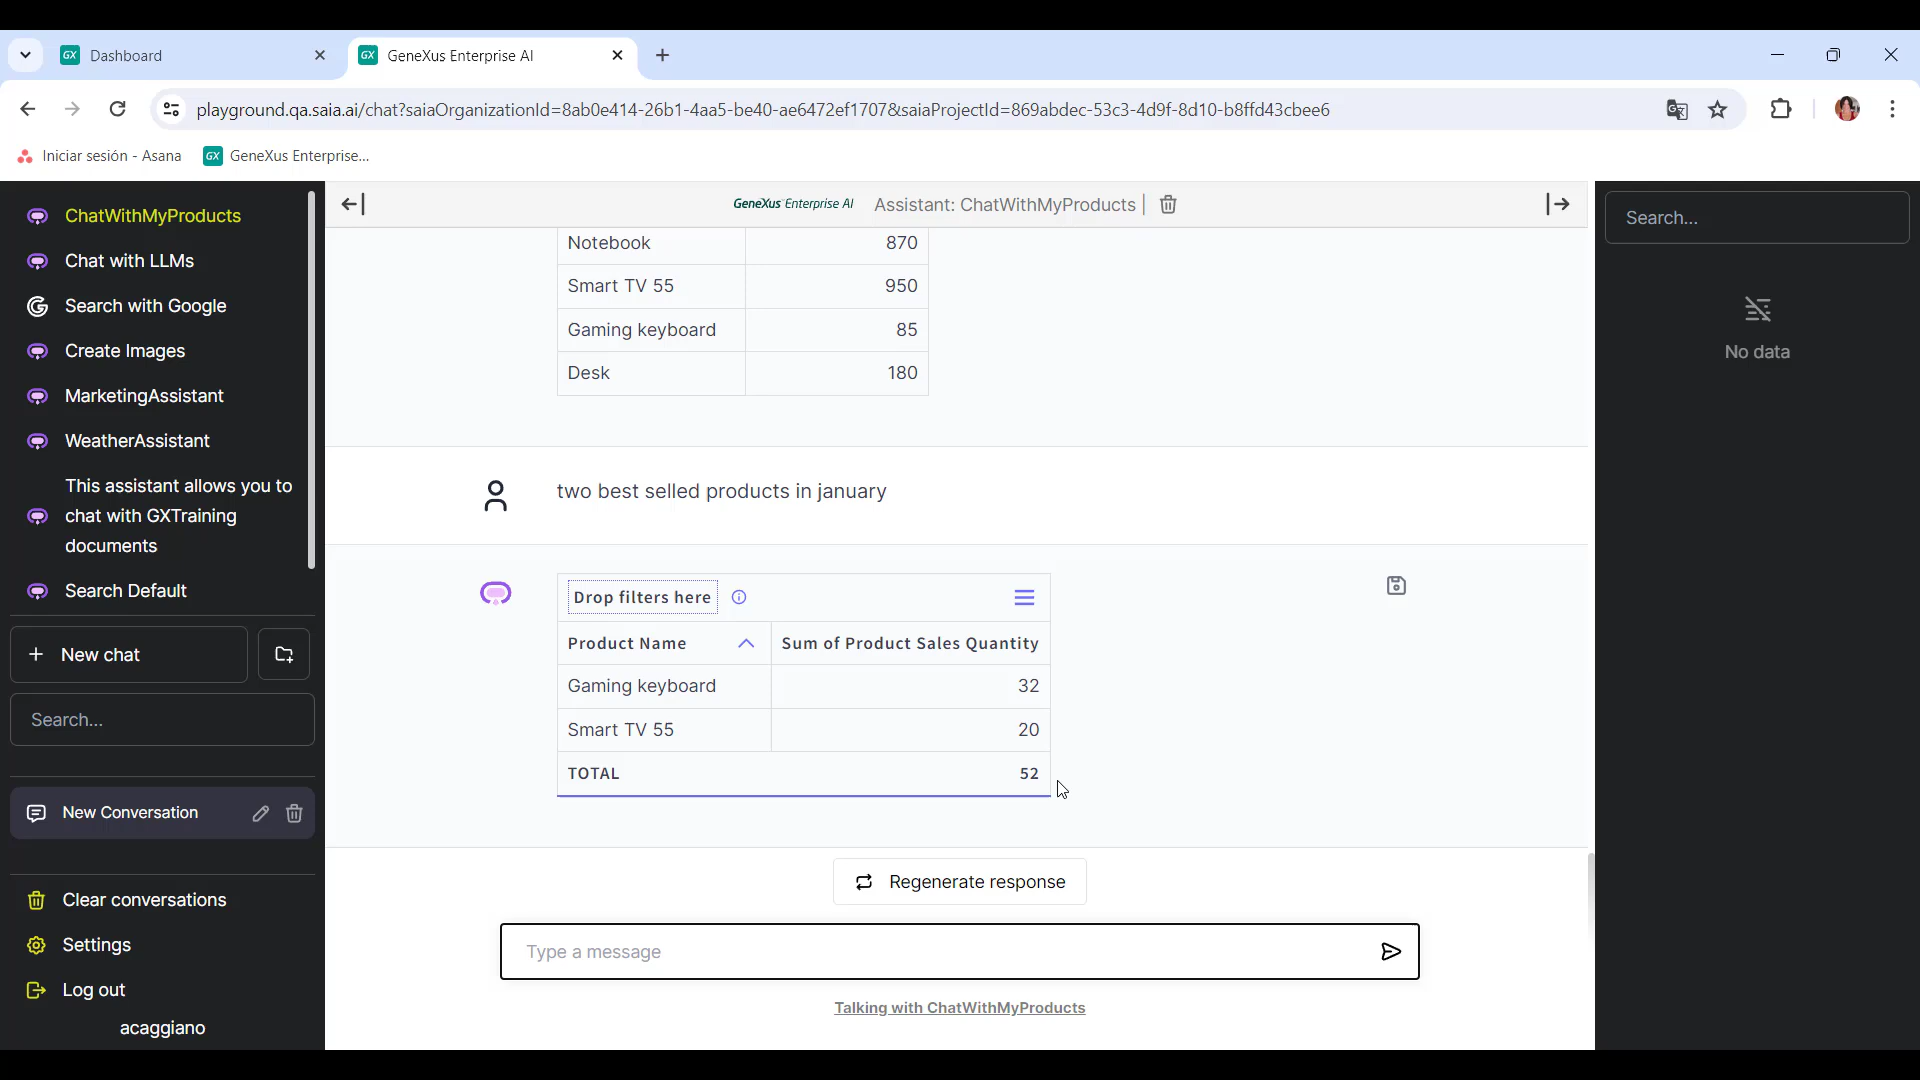 Dashboard
GeneXus Enterprise AI
playground.qa.saia.ai/chat?saiaOrganizationId=8ab0e414-26b1-4aa5-be40-ae6472ef1707&saiaProjectId=869abdec-53c3-4d9f-8d10-b8ffd43cbee6
Iniciar sesión - Asana
GeneXus Enterprise...
ChatWithMyProducts
Chat with LLMs
Search with Google
Create Images
MarketingAssistant
WeatherAssistant
This assistant allows you to
chat with GXTraining
documents
Search Default
New chat
Search...
New Conversation
Clear conversations
Settings
Log out
acaggiano
GeneXus Enterprise AI
Assistant: ChatWithMyProducts
Notebook 870
Smart TV 55 950
Gaming keyboard 85
Desk 180
two best selled products in january
Drop filters here
Product Name Sum of Product Sales Quantity
Gaming keyboard 32
Smart TV 55 20
TOTAL 52
Regenerate response
Type a message
Talking with ChatWithMyProducts
Search...
No data